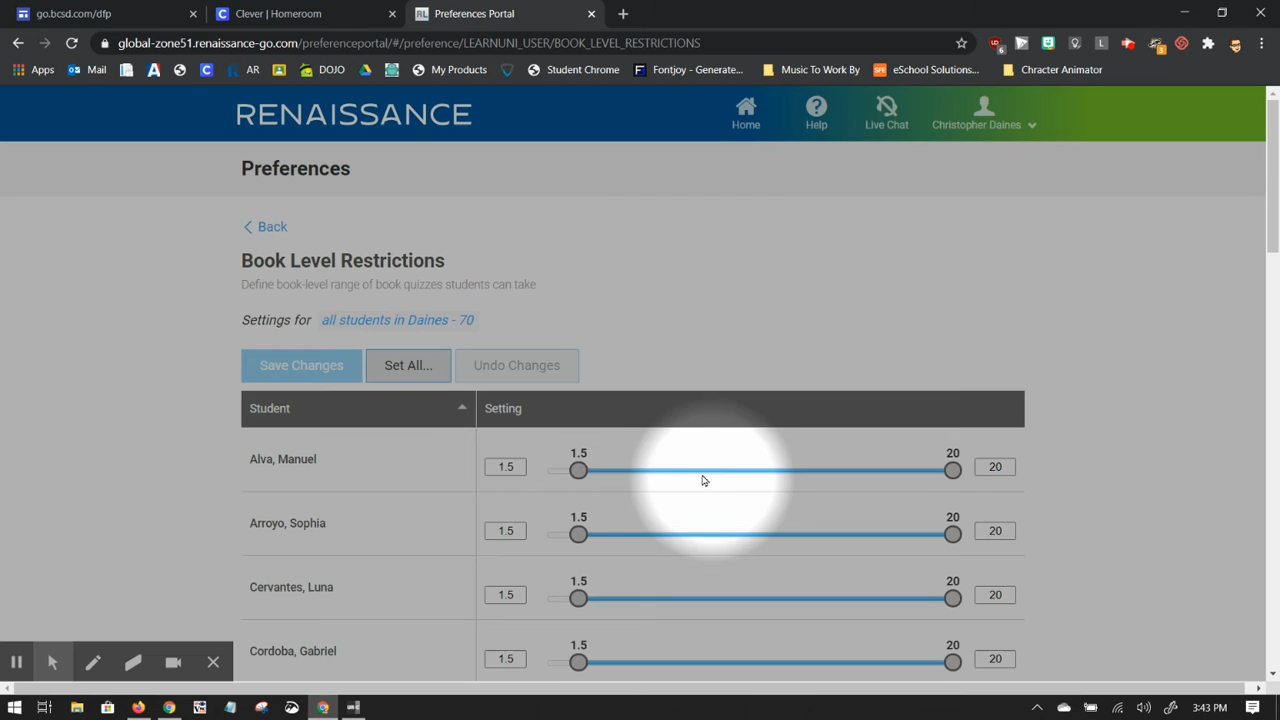 go.bcsd.com/dfp
Clever | Homeroom
Preferences Portal
global-zone51.renaissance-go.com/preferenceportal/#/preference/LEARNUNI_USER/BOOK_LEVEL_RESTRICTIONS
Apps Mail AR DOJO My Products Student Chrome Fontjoy - Generate... Music To Work By eSchool Solutions... Chracter Animator
RENAISSANCE
Home Help Live Chat Christopher Daines
Preferences
Back
Book Level Restrictions
Define book-level range of book quizzes students can take
Settings for all students in Daines - 70
Save Changes Set All... Undo Changes
Student Setting
Alva, Manuel 1.5 1.5 20 20
Arroyo, Sophia 1.5 1.5 20 20
Cervantes, Luna 1.5 1.5 20 20
Cordoba, Gabriel 1.5 1.5 20 20
3:43 PM